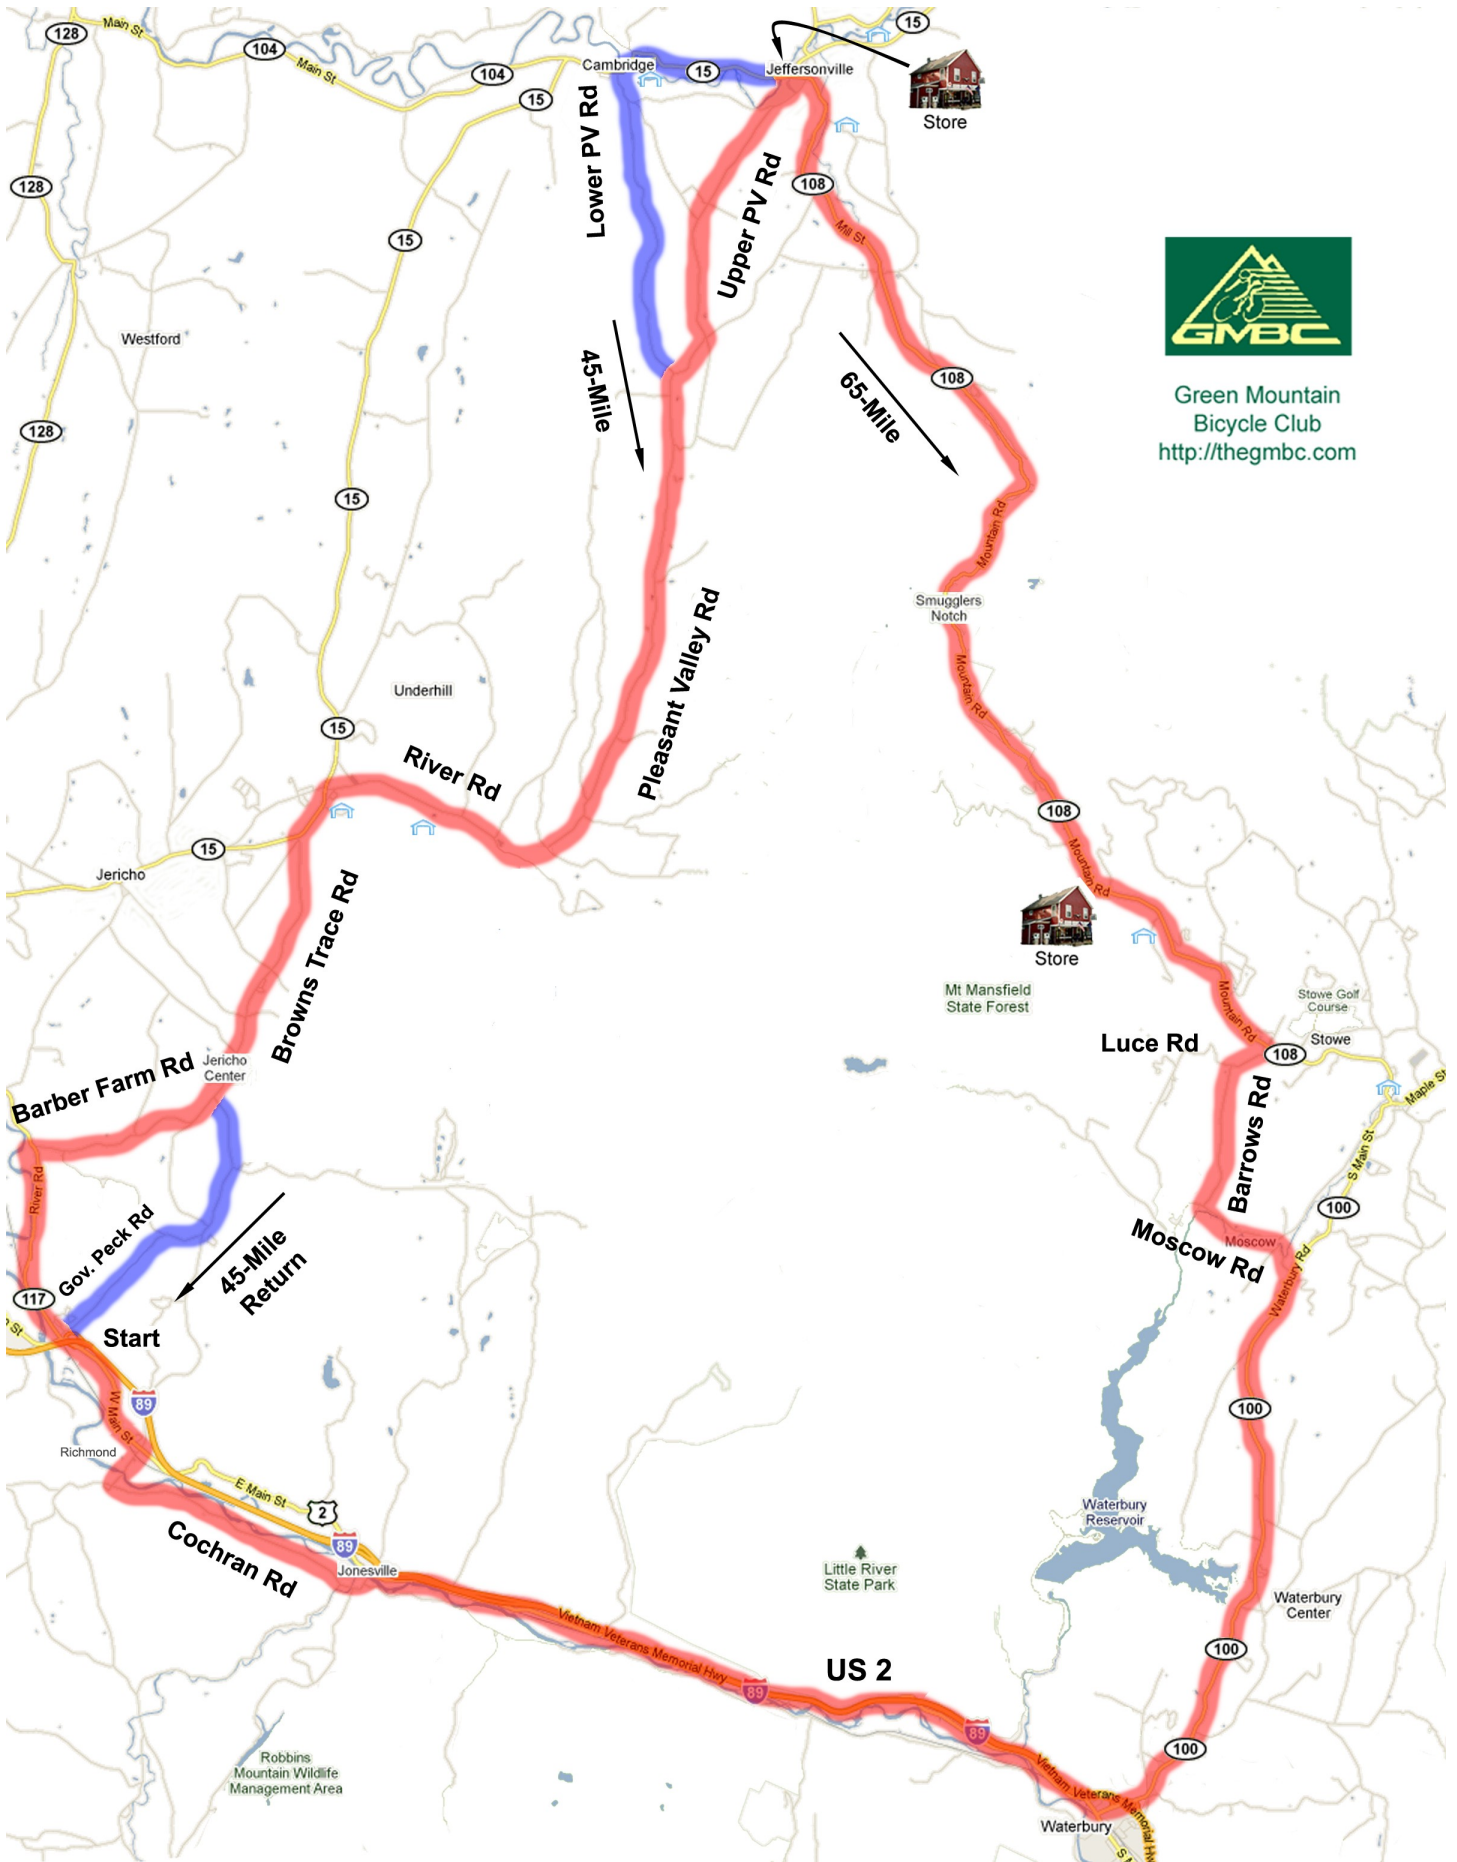 128
Main St
104
Main St
104
15
Cambridge
15
Jeffersonville
15
Store
Lower PV Rd
Upper PV Rd
128
108
Mill St
15
GMBC
Green Mountain
Bicycle Club
http://thegmbc.com
Westford
45-Mile
65-Mile
108
128
15
Mountain Rd
Smugglers
Notch
Mountain Rd
Underhill
Pleasant Valley Rd
15
River Rd
108
Mountain Rd
15
Jericho
Browns Trace Rd
Store
Mt Mansfield
State Forest
Mountain Rd
Stowe Golf
Course
Luce Rd
108
Stowe
Jericho
Center
Barber Farm Rd
Barrows Rd
Maple St
S Main St
River Rd
Gov. Peck Rd
45-Mile
Return
100
Moscow Rd
Moscow
Waterbury Rd
117
St
Start
89
W Main St
100
Richmond
E Main St
2
89
Cochran Rd
Jonesville
Waterbury
Reservoir
Little River
State Park
Waterbury
Center
Vietnam Veterans Memorial Hwy
89
US 2
100
89
100
Robbins
Mountain Wildlife
Management Area
Vietnam Veterans Memorial
Waterbury